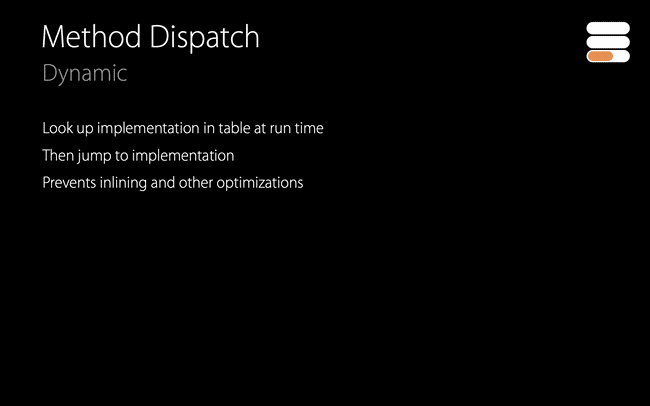 Method Dispatch
Dynamic
Look up implementation in table at run time
Then jump to implementation
Prevents inlining and other optimizations